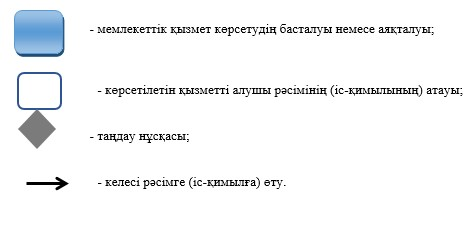 - мемлекеттік қызмет көрсетудің басталуы немесе аяқталуы;
- көрсетілетін қызметті алушы рәсімінің (іс-қимылының) атауы;
- таңдау нұсқасы;
- келесі рәсімге (іс-қимылға) өту.